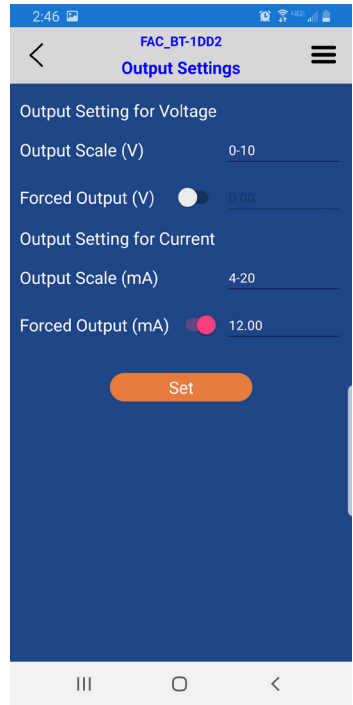 2:46
4G
FAC_BT-1DD2
Output Settings
Output Setting for Voltage
Output Scale (V) 0-10
Forced Output (V) 0.00
Output Setting for Current
Output Scale (mA) 4-20
Forced Output (mA) 12.00
Set